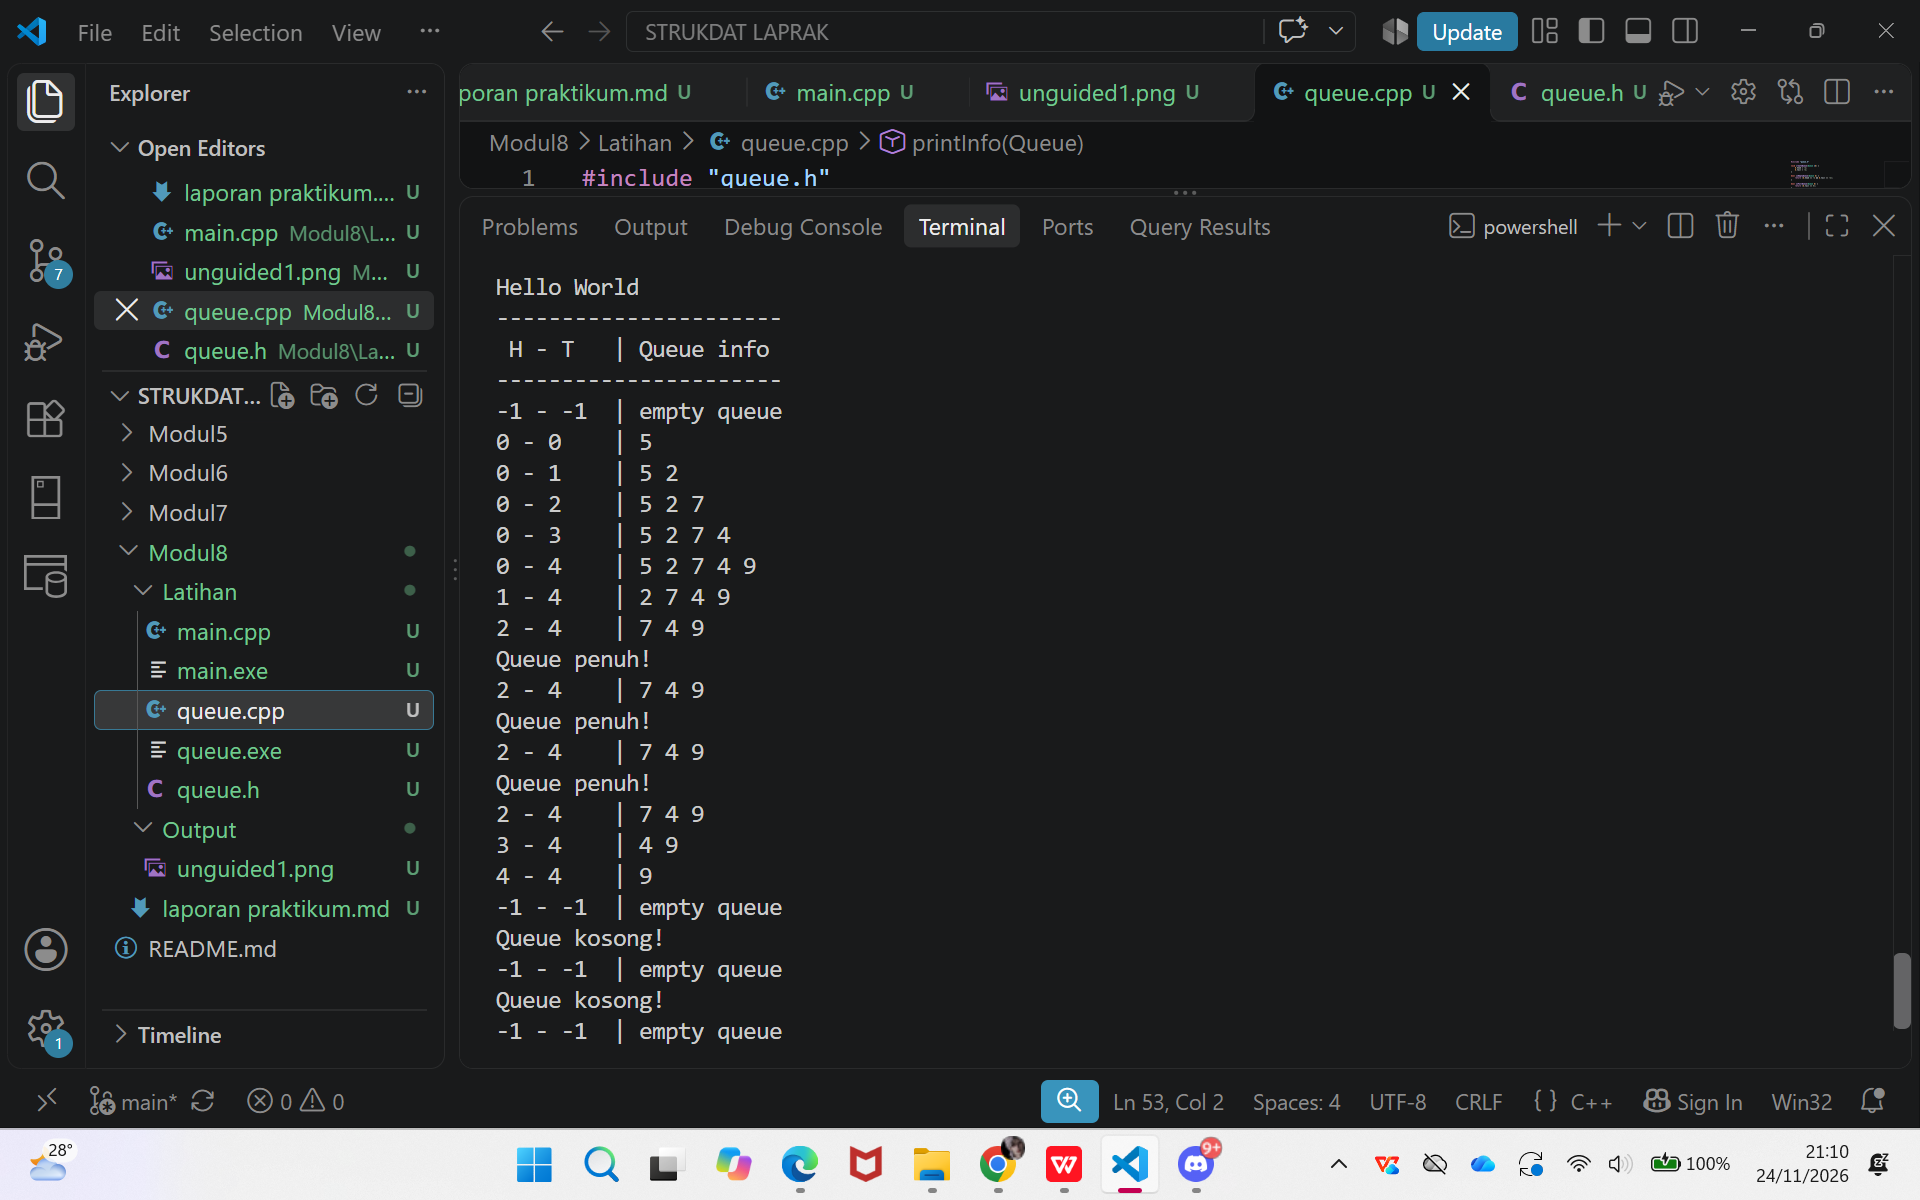 File Edit Selection View ···
STRUKDAT LAPRAK
Update
Explorer
Open Editors
laporan praktikum.... U
main.cpp Modul8\L... U
unguided1.png M... U
queue.cpp Modul8... U
queue.h Modul8\La... U
STRUKDAT...
Modul5
Modul6
Modul7
Modul8
Latihan
main.cpp U
main.exe U
queue.cpp U
queue.exe U
queue.h U
Output
unguided1.png U
laporan praktikum.md U
README.md
Timeline
7
1
poran praktikum.md U main.cpp U unguided1.png U queue.cpp U queue.h U
Modul8 > Latihan > queue.cpp > printInfo(Queue)
1 #include "queue.h"
Problems Output Debug Console Terminal Ports Query Results powershell
Hello World
----------------------
H - T | Queue info
----------------------
-1 - -1 | empty queue
0 - 0 | 5
0 - 1 | 5 2
0 - 2 | 5 2 7
0 - 3 | 5 2 7 4
0 - 4 | 5 2 7 4 9
1 - 4 | 2 7 4 9
2 - 4 | 7 4 9
Queue penuh!
2 - 4 | 7 4 9
Queue penuh!
2 - 4 | 7 4 9
Queue penuh!
2 - 4 | 7 4 9
3 - 4 | 4 9
4 - 4 | 9
-1 - -1 | empty queue
Queue kosong!
-1 - -1 | empty queue
Queue kosong!
-1 - -1 | empty queue
main* 0 0 Ln 53, Col 2 Spaces: 4 UTF-8 CRLF {} C++ Sign In Win32
28°
9+
100%
21:10
24/11/2026